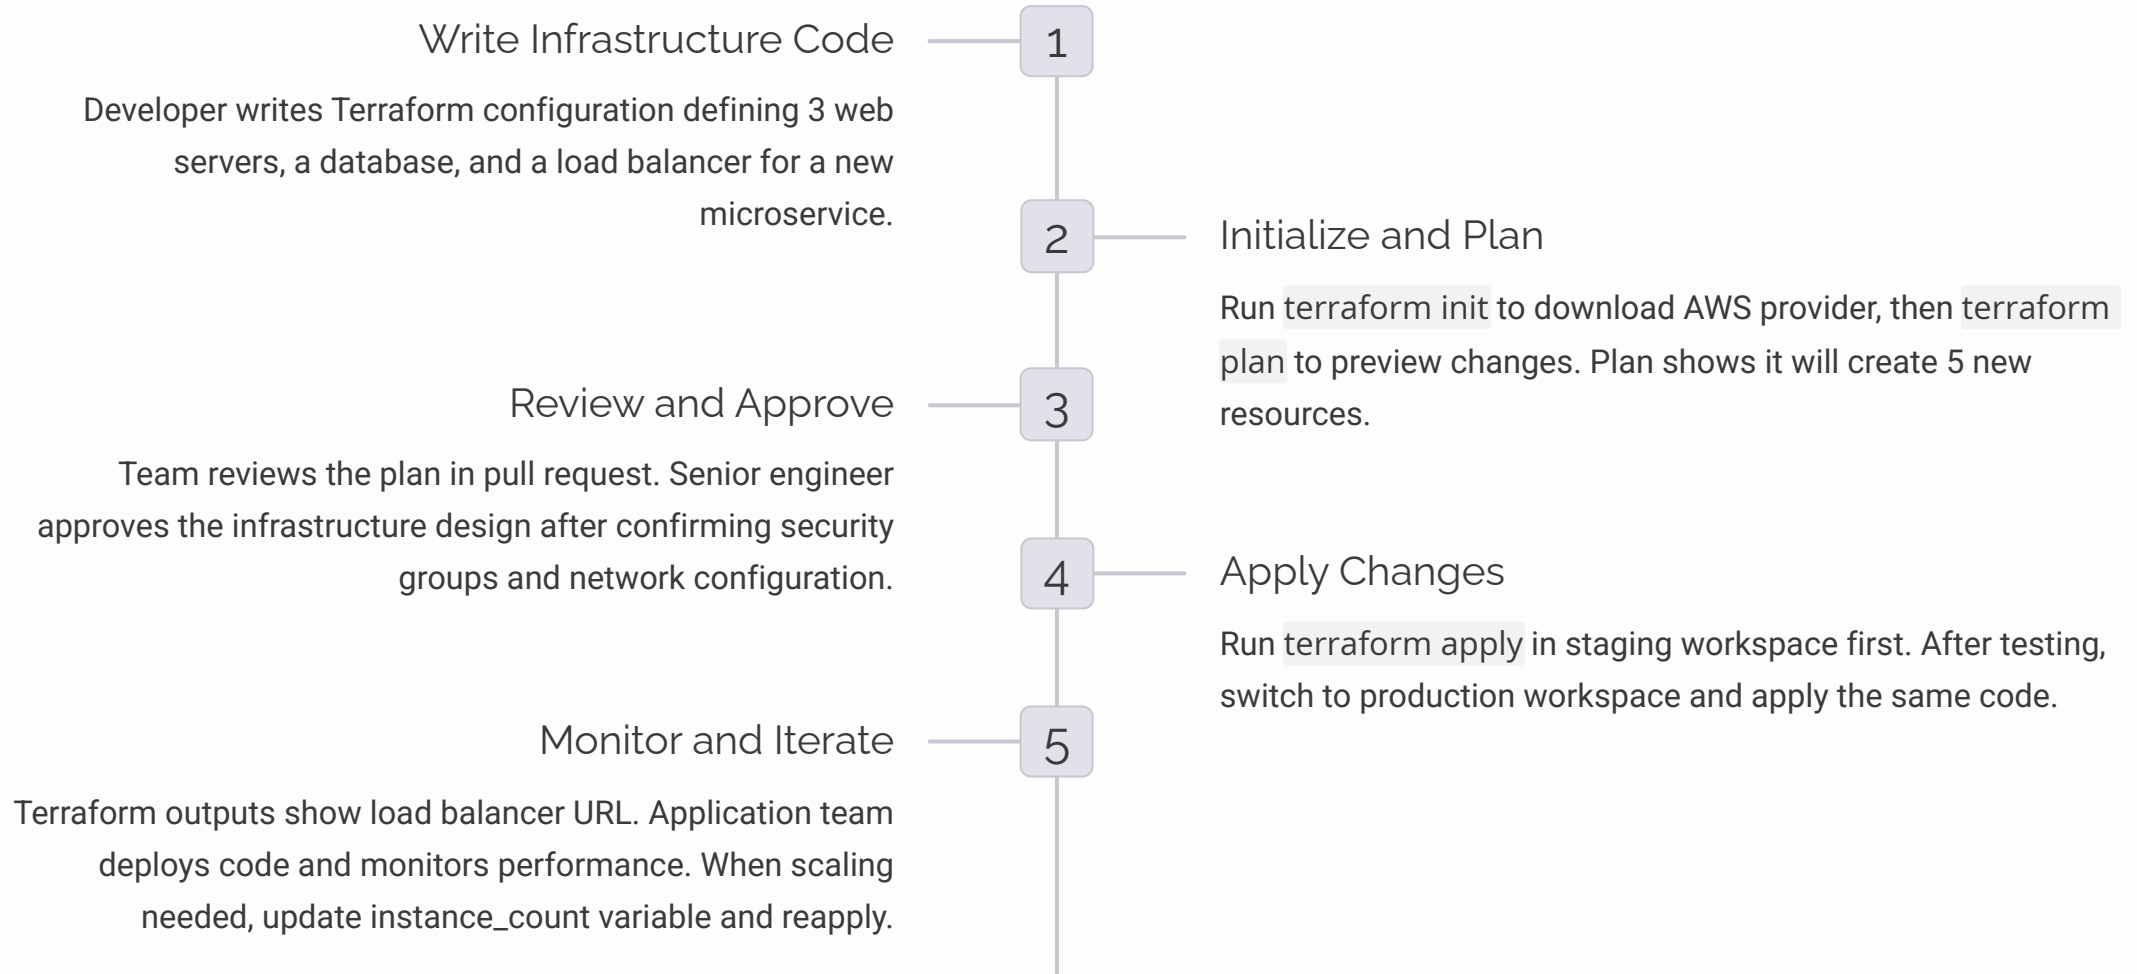 Write Infrastructure Code
1
Developer writes Terraform configuration defining 3 web
servers, a database, and a load balancer for a new
microservice.
2
Initialize and Plan
Run terraform init to download AWS provider, then terraform
plan to preview changes. Plan shows it will create 5 new
resources.
Review and Approve
3
Team reviews the plan in pull request. Senior engineer
approves the infrastructure design after confirming security
groups and network configuration.
4
Apply Changes
Run terraform apply in staging workspace first. After testing,
switch to production workspace and apply the same code.
Monitor and Iterate
5
Terraform outputs show load balancer URL. Application team
deploys code and monitors performance. When scaling
needed, update instance_count variable and reapply.